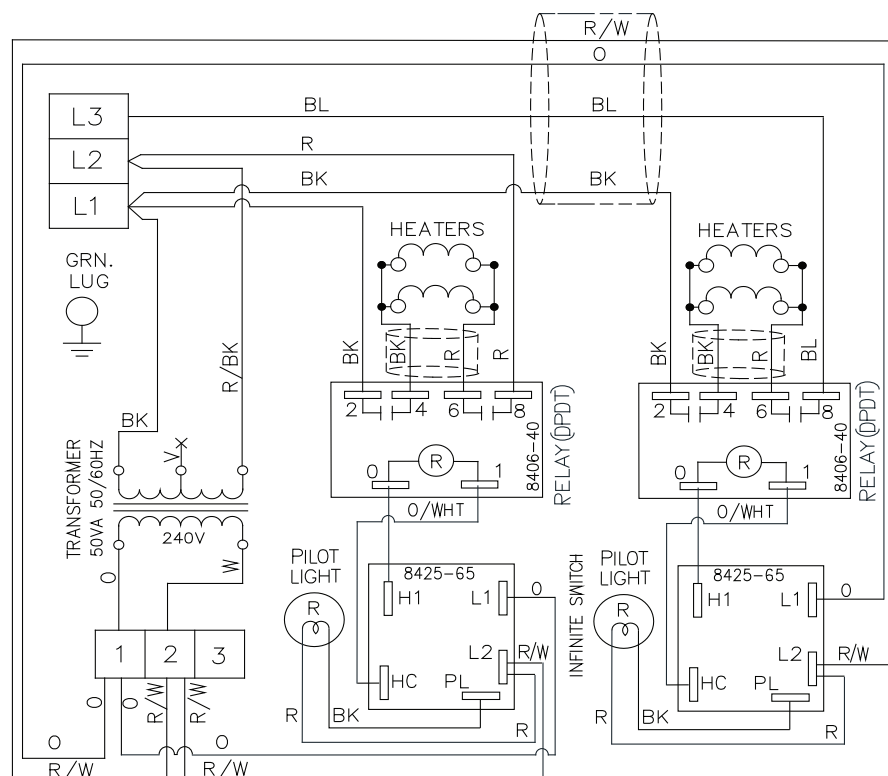 R/W
O
L3
BL
BL
L2
R
L1
BK
BK
HEATERS
HEATERS
GRN.
LUG
R/BK
BK
BK
R
R
BK
BK
R
BL
2
4
6
8
2
4
6
8
BK
V
X
TRANSFORMER
50VA 50/60HZ
240V
R
0
1
8406-40
RELAY(DPDT)
R
0
1
8406-40
RELAY(DPDT)
O/WHT
O/WHT
O
W
PILOT
LIGHT
R
8425-65
H1
L1
O
L2
R/W
HC
PL
INFINITE SWITCH
PILOT
LIGHT
R
8425-65
H1
L1
O
L2
R/W
HC
PL
1
2
3
O
O
R/W
R/W
R
BK
R
R
BK
R
O
O
R/W
R/W